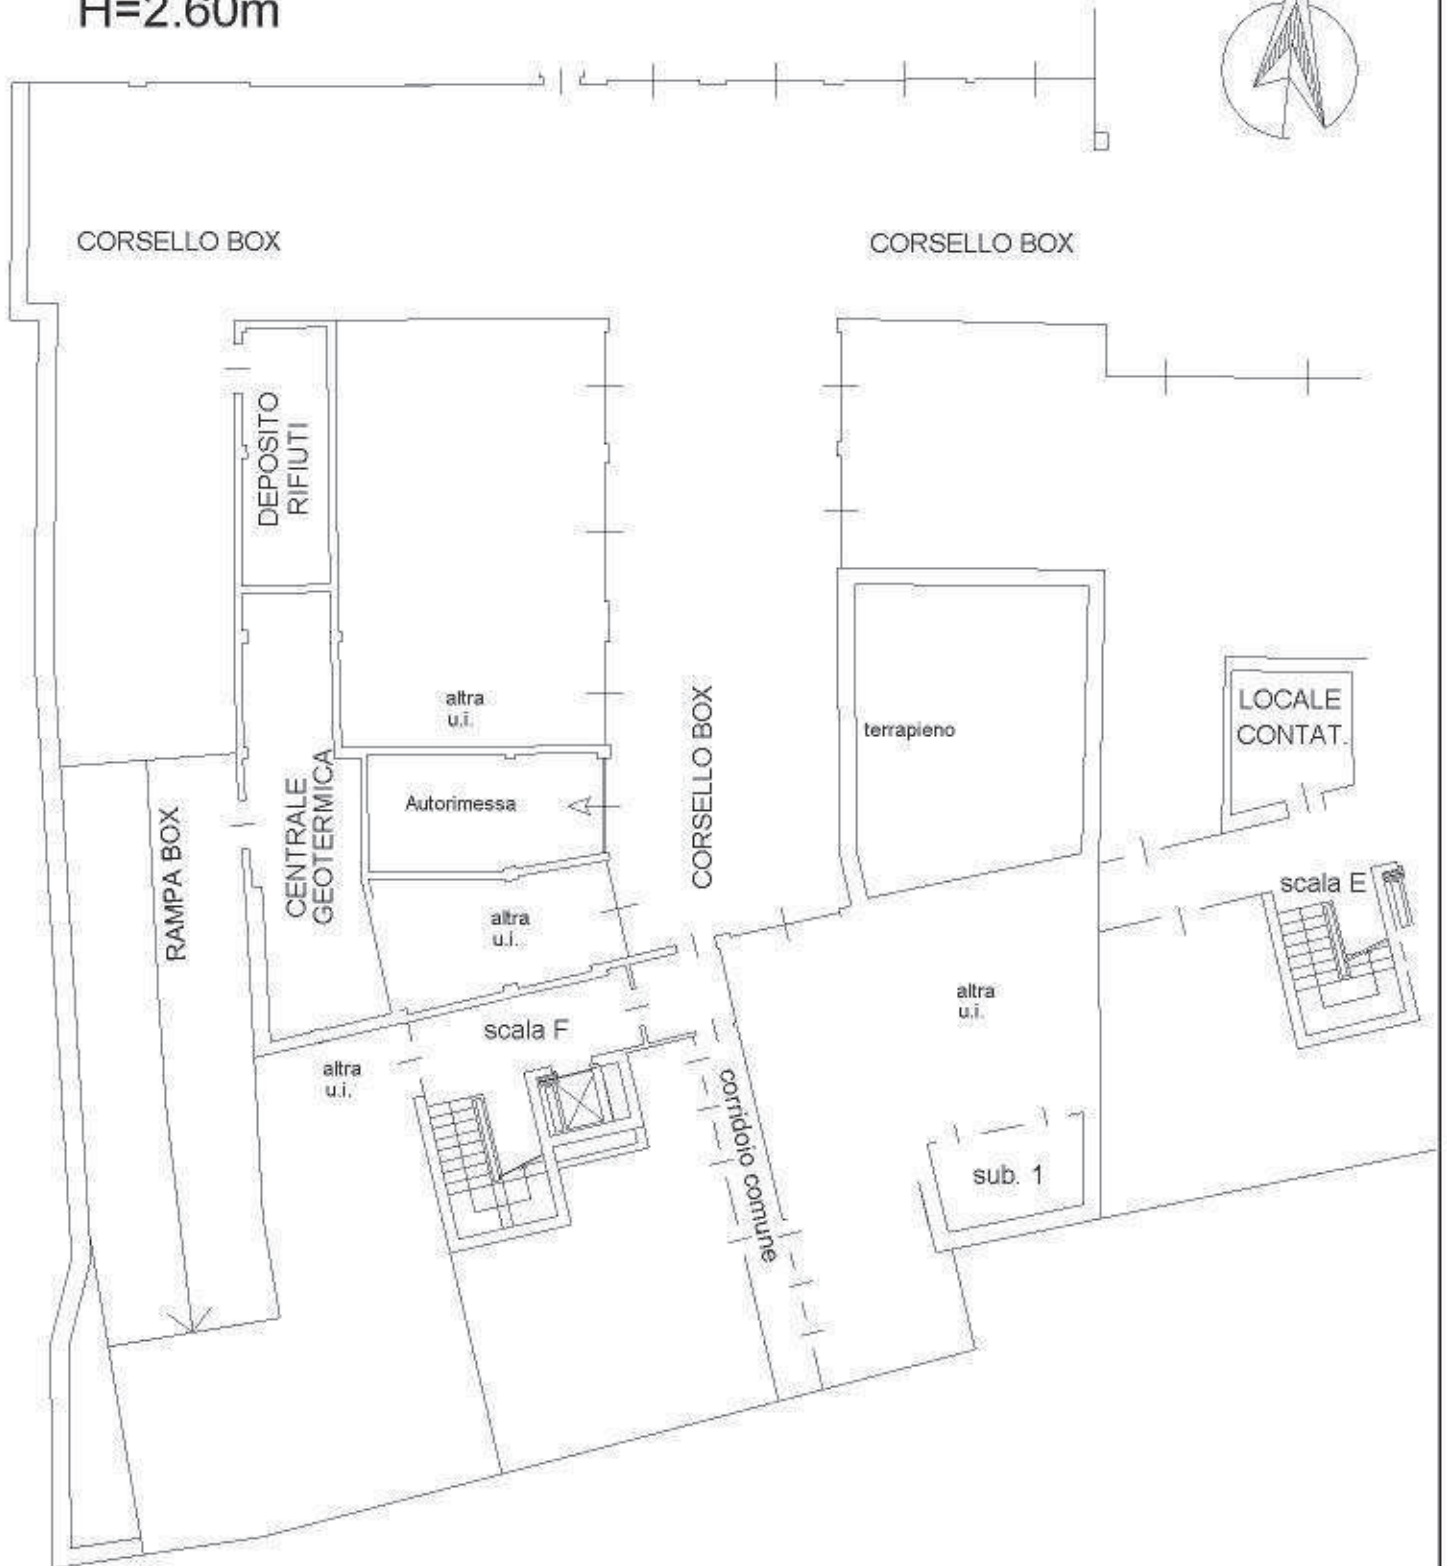 H=2.60m
CORSELLO BOX
CORSELLO BOX
DEPOSITO
RIFIUTI
altra
u.i.
CORSELLO BOX
terrapieno
LOCALE
CONTAT.
Autorimessa
CENTRALE
GEOTERMICA
RAMPA BOX
scala E
altra
u.i.
altra
u.i.
scala F
altra
u.i.
corridoio comune
sub. 1